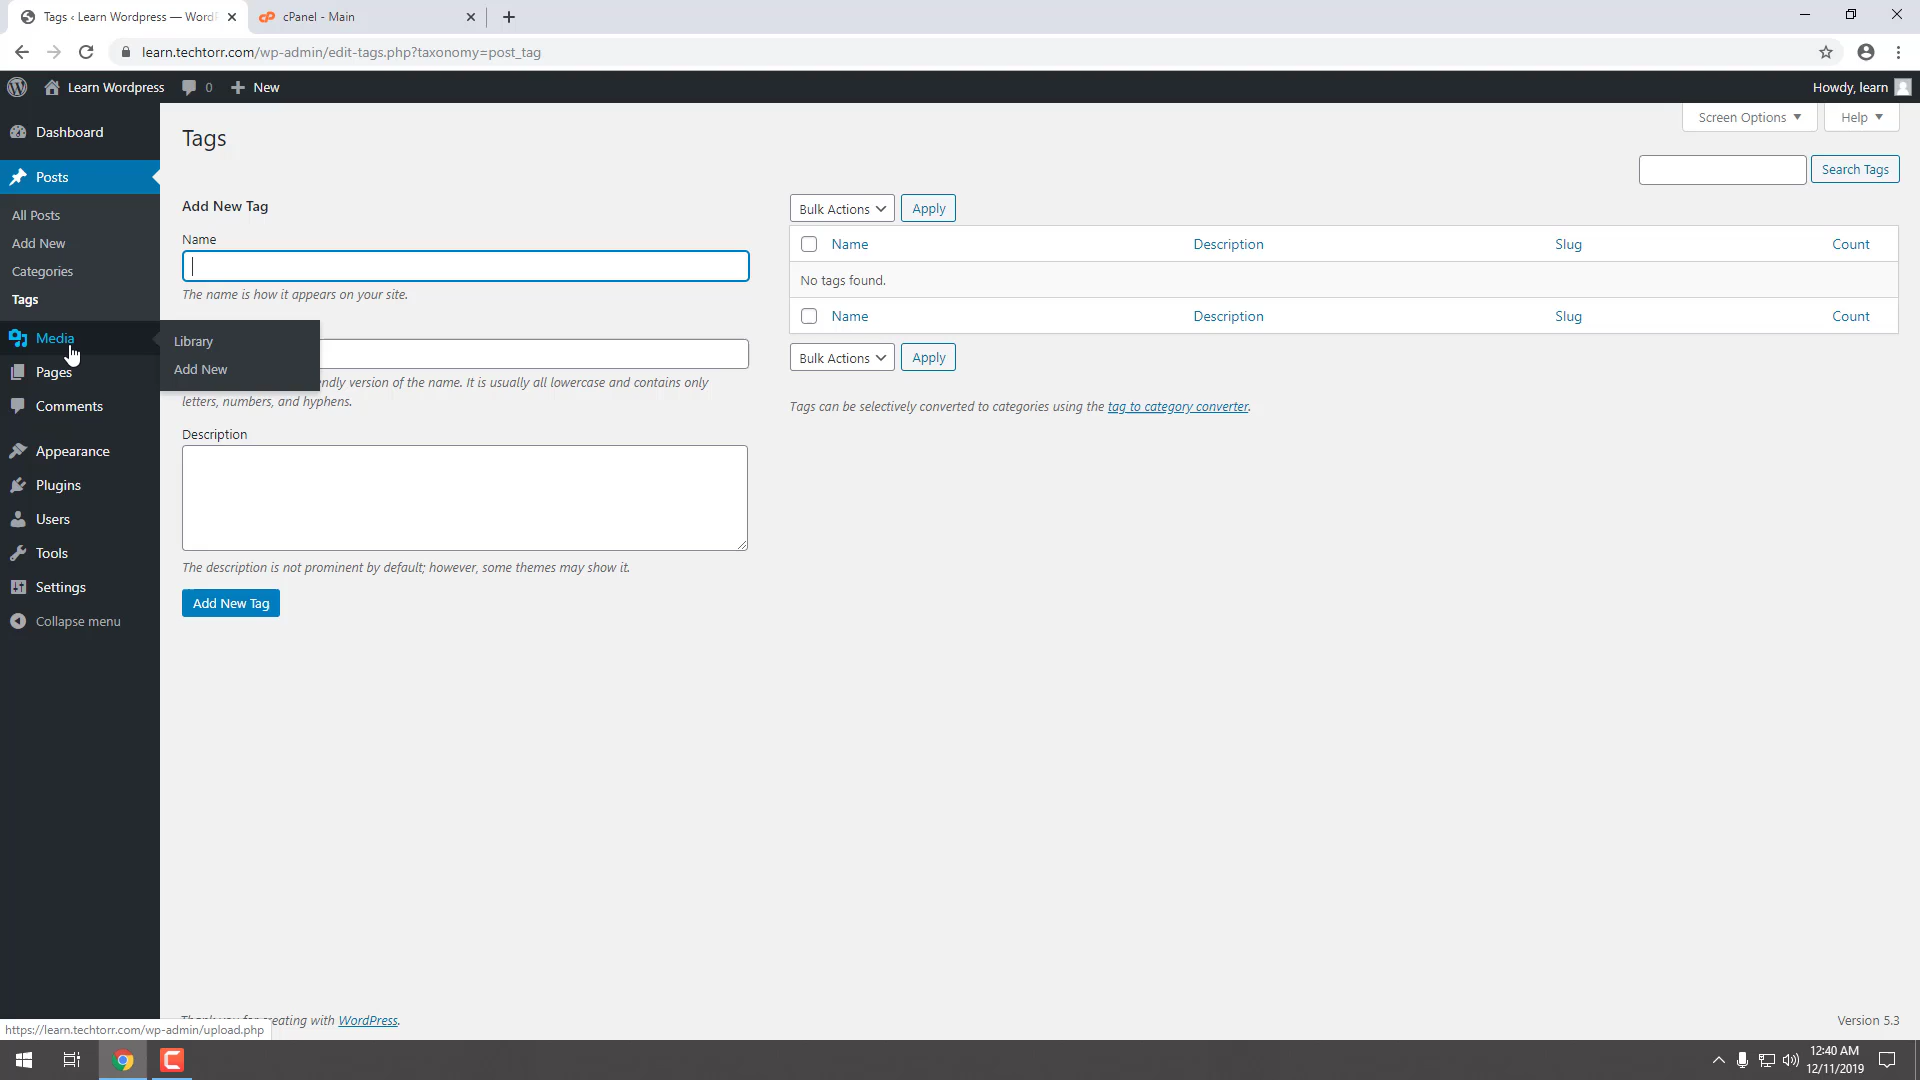 Tags ‹ Learn Wordpress — WordP
cPanel - Main
learn.techtorr.com/wp-admin/edit-tags.php?taxonomy=post_tag
Learn Wordpress
0
New
Howdy, learn
Dashboard
Posts
All Posts
Add New
Categories
Tags
Media
Library
Add New
Pages
Comments
Appearance
Plugins
Users
Tools
Settings
Collapse menu
Tags
Screen Options
Help
Search Tags
Add New Tag
Name
The name is how it appears on your site.
ndly version of the name. It is usually all lowercase and contains only
letters, numbers, and hyphens.
Description
The description is not prominent by default; however, some themes may show it.
Add New Tag
Bulk Actions
Apply
Name Description Slug Count
No tags found.
Name Description Slug Count
Bulk Actions
Apply
Tags can be selectively converted to categories using the tag to category converter.
eating with WordPress.
Version 5.3
https://learn.techtorr.com/wp-admin/upload.php
12:40 AM
12/11/2019